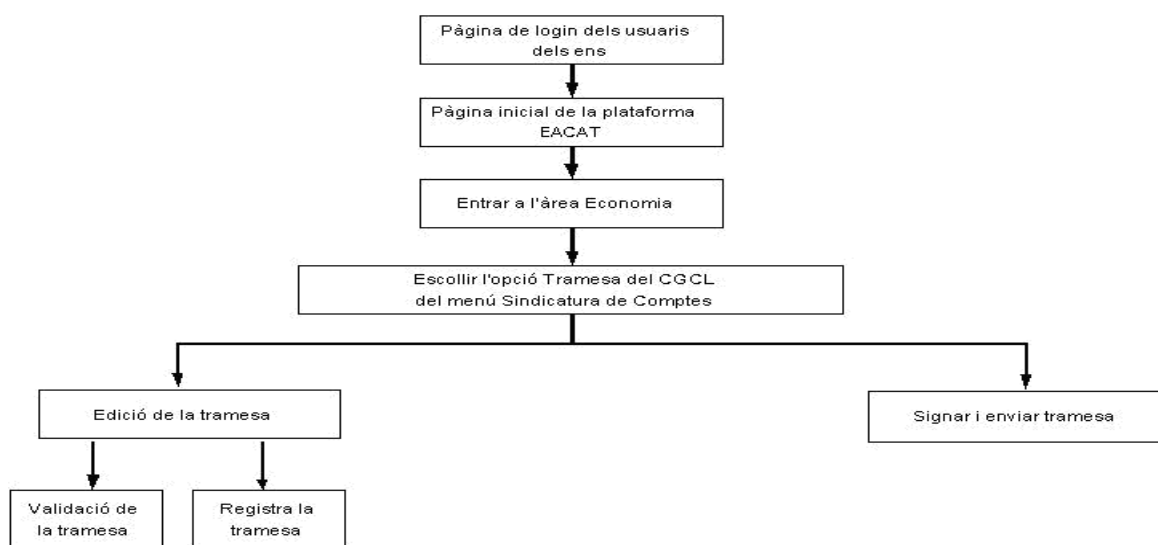 Pàgina de login dels usuaris
dels ens
Pàgina inicial de la plataforma
EACAT
Entrar a l'àrea Economia
Escollir l'opció Tramesa del CGCL
del menú Sindicatura de Comptes
Edició de la tramesa
Signar i enviar tramesa
Validació de
la tramesa
Registra la
tramesa